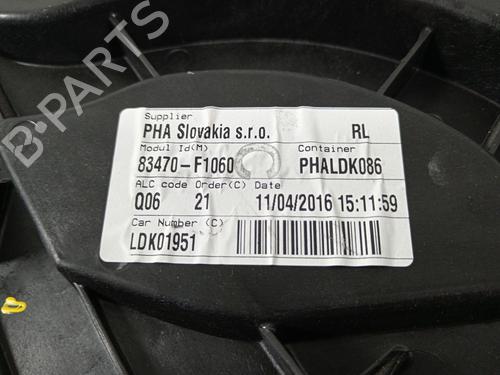 Supplier
PHA Slovakia s.r.o. RL
Modul Id(M) Container
83470-F1060 PHALDK086
ALC code Order(C) Date
Q06 21 11/04/2016 15:11:59
Car Number (C)
LDK01951
B-PARTS